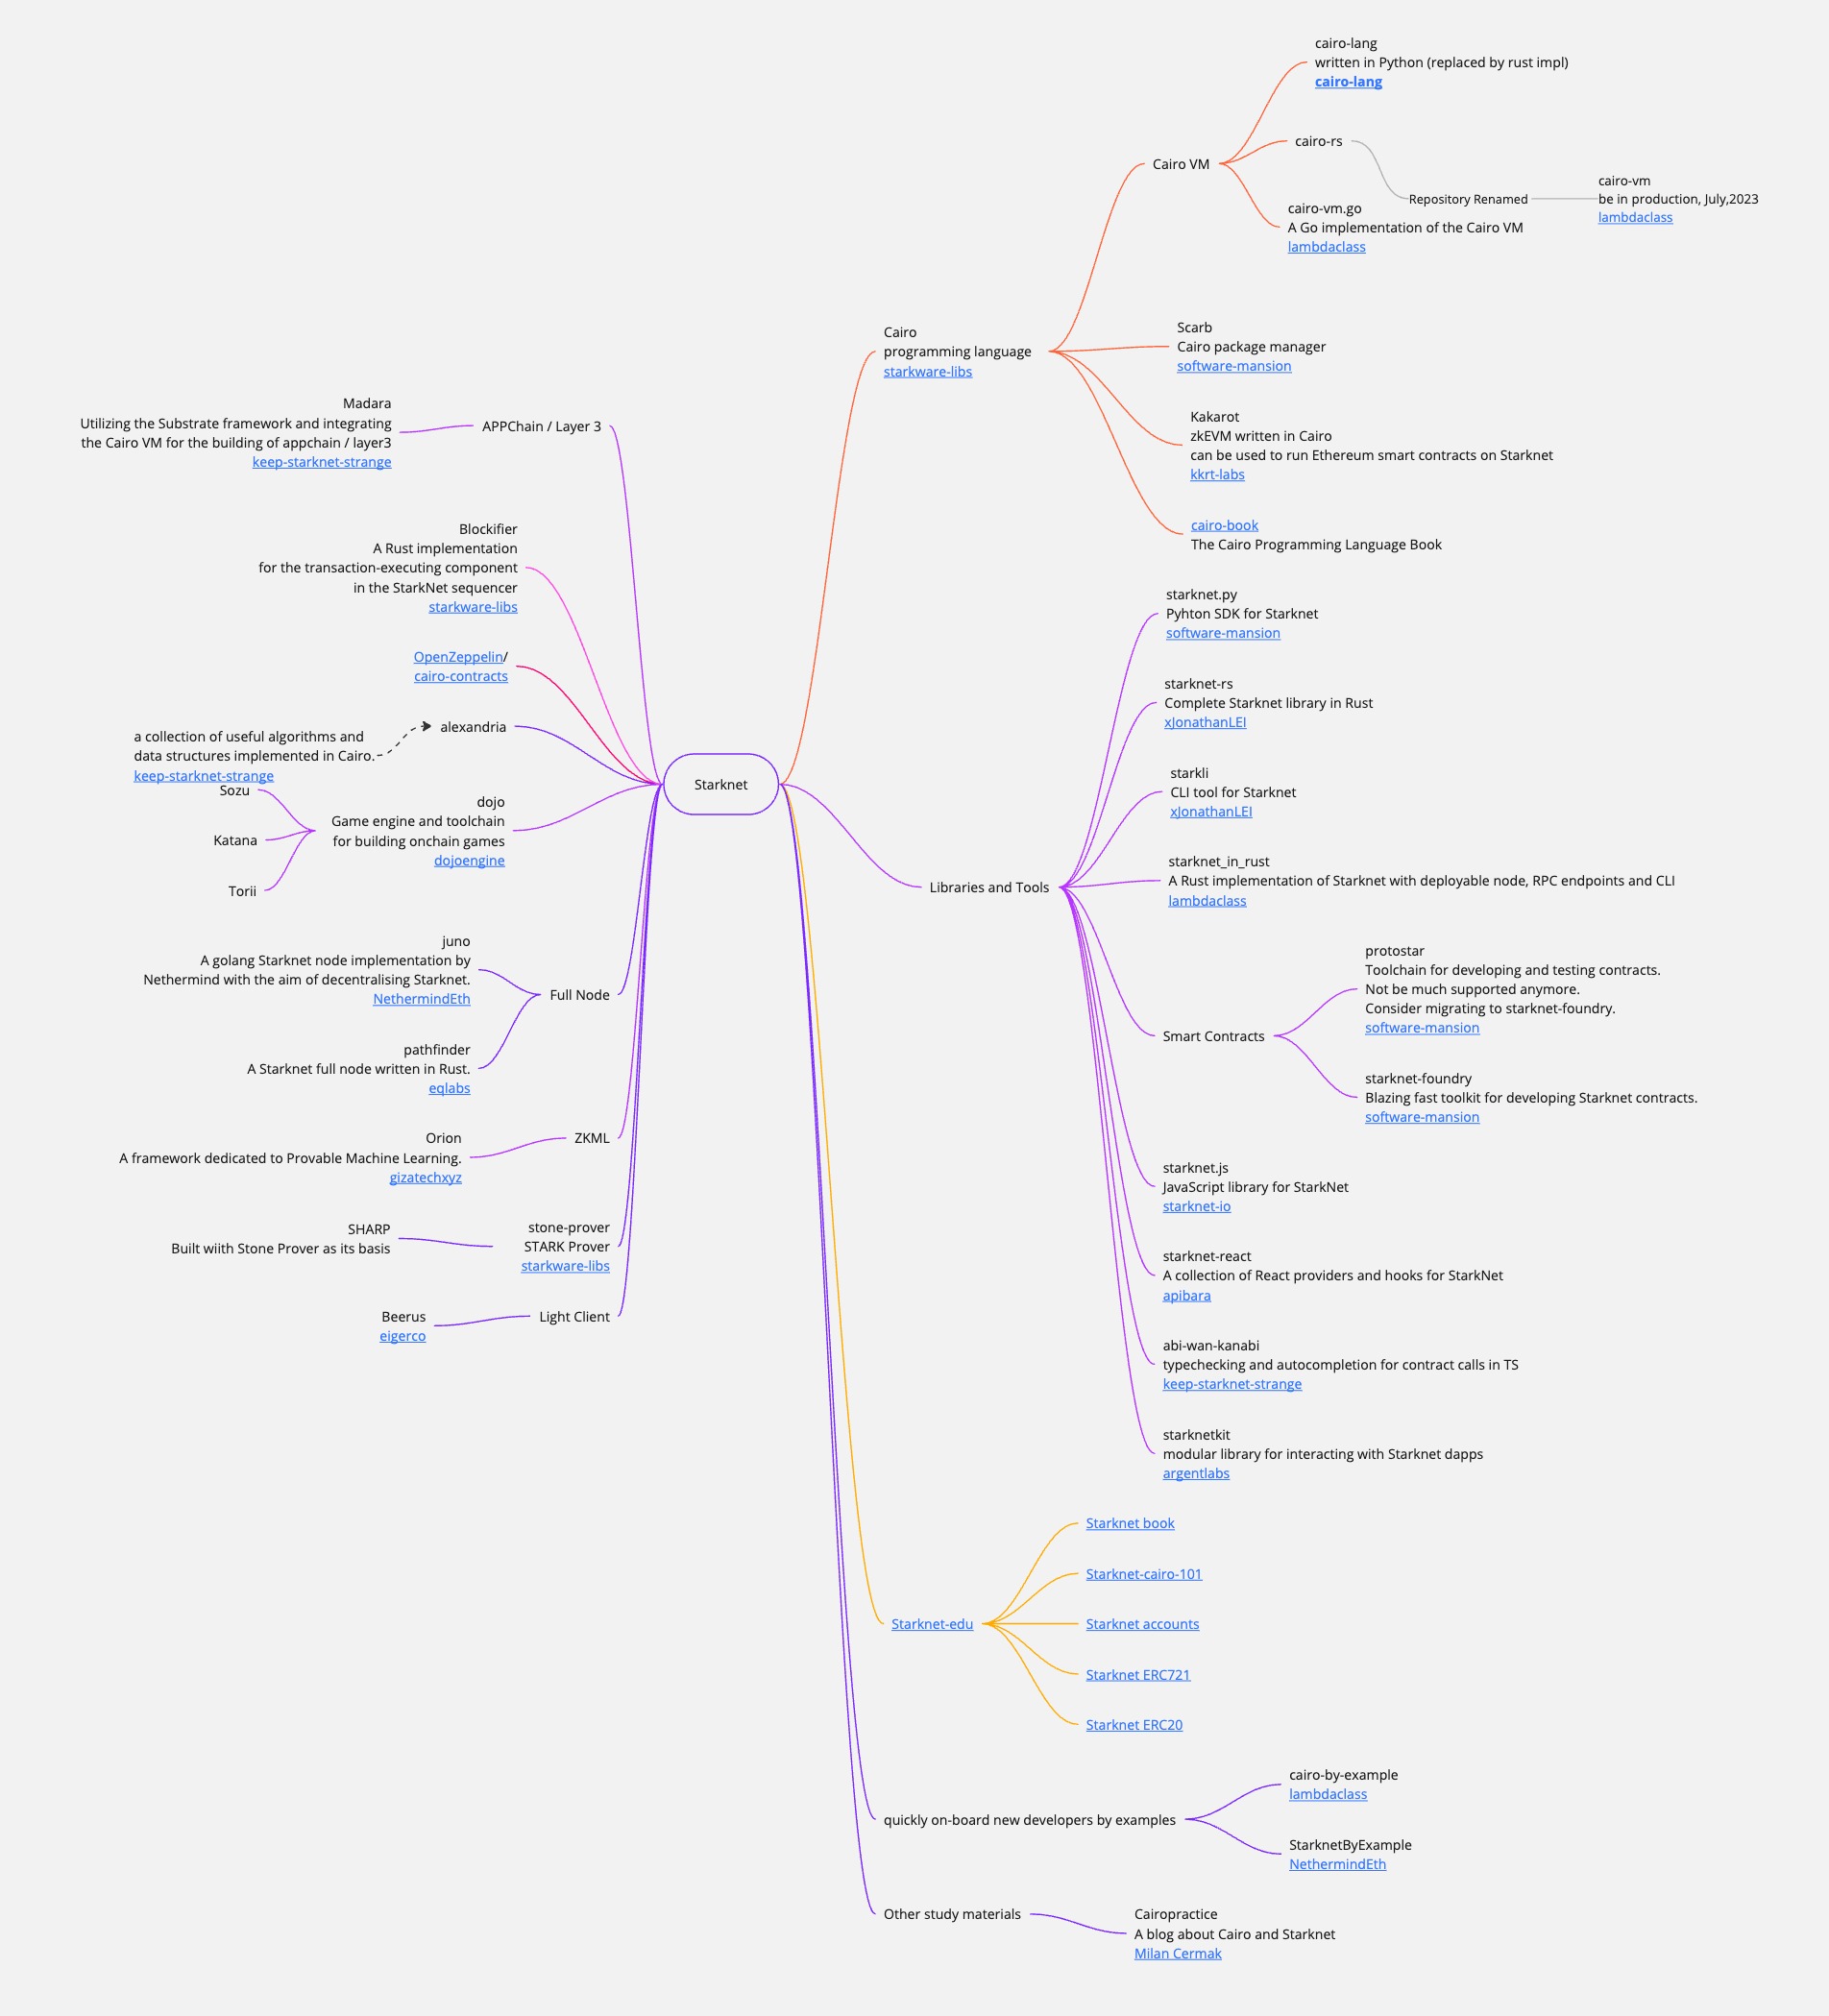 Starknet
Cairo
programming language
starkware-libs
Cairo VM
cairo-lang
written in Python (replaced by rust impl)
cairo-lang
cairo-rs
Repository Renamed
cairo-vm
be in production, July,2023
lambdaclass
cairo-vm.go
A Go implementation of the Cairo VM
lambdaclass
Scarb
Cairo package manager
software-mansion
Kakarot
zkEVM written in Cairo
can be used to run Ethereum smart contracts on Starknet
kkrt-labs
cairo-book
The Cairo Programming Language Book
Libraries and Tools
starknet.py
Pyhton SDK for Starknet
software-mansion
starknet-rs
Complete Starknet library in Rust
xJonathanLEI
starkli
CLI tool for Starknet
xJonathanLEI
starknet_in_rust
A Rust implementation of Starknet with deployable node, RPC endpoints and CLI
lambdaclass
Smart Contracts
protostar
Toolchain for developing and testing contracts.
Not be much supported anymore.
Consider migrating to starknet-foundry.
software-mansion
starknet-foundry
Blazing fast toolkit for developing Starknet contracts.
software-mansion
starknet.js
JavaScript library for StarkNet
starknet-io
starknet-react
A collection of React providers and hooks for StarkNet
apibara
abi-wan-kanabi
typechecking and autocompletion for contract calls in TS
keep-starknet-strange
starknetkit
modular library for interacting with Starknet dapps
argentlabs
Starknet-edu
Starknet book
Starknet-cairo-101
Starknet accounts
Starknet ERC721
Starknet ERC20
quickly on-board new developers by examples
cairo-by-example
lambdaclass
StarknetByExample
NethermindEth
Other study materials
Cairopractice
A blog about Cairo and Starknet
Milan Cermak
APPChain / Layer 3
Madara
Utilizing the Substrate framework and integrating
the Cairo VM for the building of appchain / layer3
keep-starknet-strange
Blockifier
A Rust implementation
for the transaction-executing component
in the StarkNet sequencer
starkware-libs
OpenZeppelin/
cairo-contracts
alexandria
a collection of useful algorithms and
data structures implemented in Cairo.
keep-starknet-strange
dojo
Game engine and toolchain
for building onchain games
dojoengine
Sozu
Katana
Torii
Full Node
juno
A golang Starknet node implementation by
Nethermind with the aim of decentralising Starknet.
NethermindEth
pathfinder
A Starknet full node written in Rust.
eqlabs
ZKML
Orion
A framework dedicated to Provable Machine Learning.
gizatechxyz
stone-prover
STARK Prover
starkware-libs
SHARP
Built wiith Stone Prover as its basis
Light Client
Beerus
eigerco